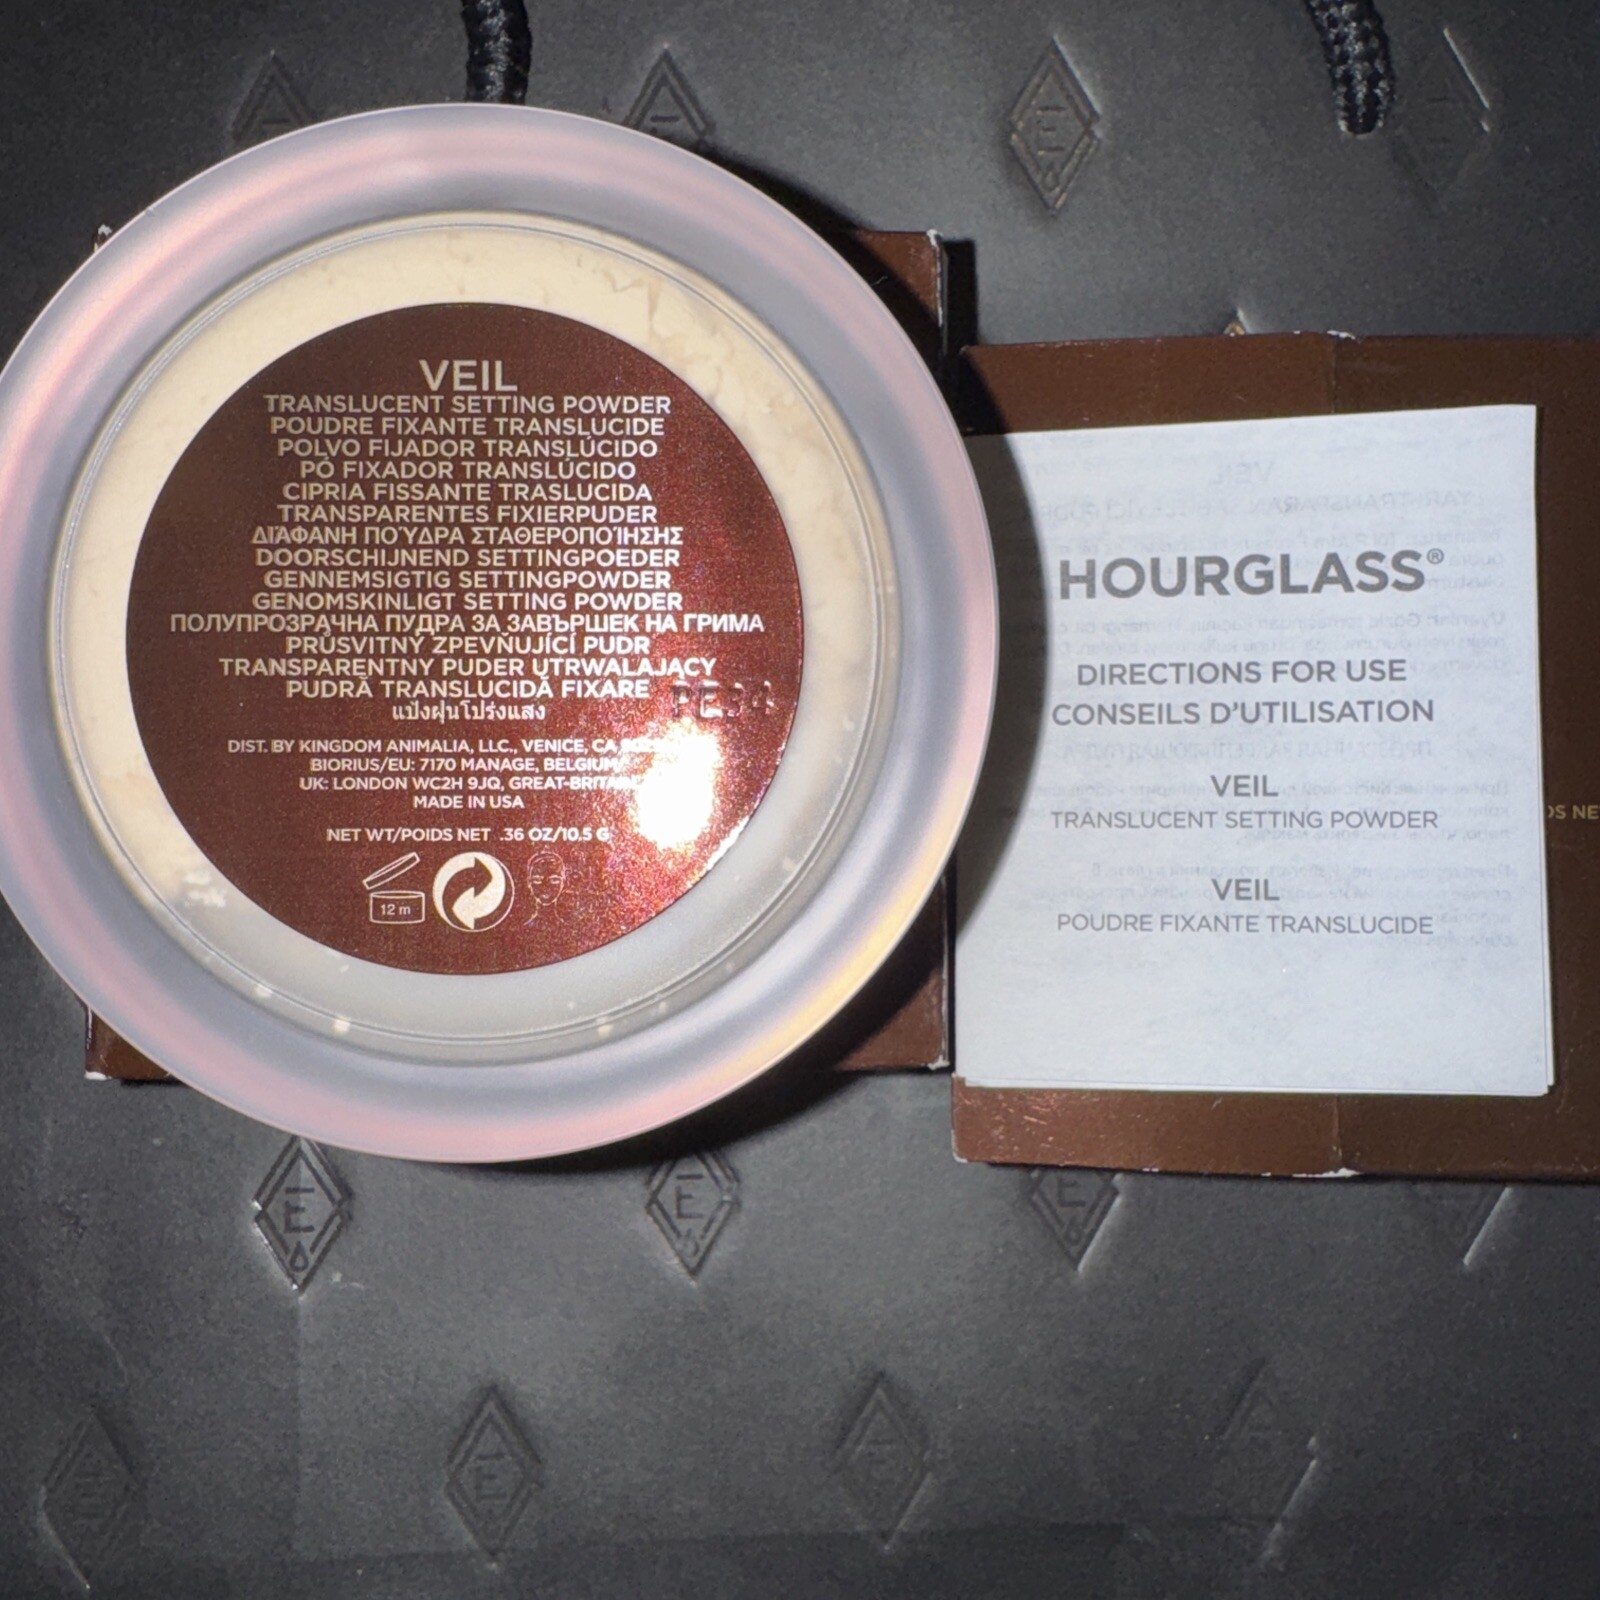 VEIL
TRANSLUCENT SETTING POWDER
POUDRE FIXANTE TRANSLUCIDE
POLVO FIJADOR TRANSLÚCIDO
PÓ FIXADOR TRANSLÚCIDO
CIPRIA FISSANTE TRASLUCIDA
TRANSPARENTES FIXIERPUDER
ΔΙΆΦΑΝΗ ΠΟΎΔΡΑ ΣΤΑΘΕΡΟΠΟΊΗΣΗΣ
DOORSCHIJNEND SETTINGPOEDER
GENNEMSIGTIG SETTINGPOWDER
GENOMSKINLIGT SETTING POWDER
ПОЛУПРОЗРАЧНА ПУДРА ЗА ЗАВЪРШЕК НА ГРИМА
PRŮSVITNÝ ZPEVŇUJÍCÍ PUDR
TRANSPARENTNY PUDER UTRWALAJĄCY
PUDRĂ TRANSLUCIDĂ FIXARE
แป้งฝุ่นโปร่งแสง
PE34
DIST. BY KINGDOM ANIMALIA, LLC., VENICE, CA
BIORIUS/EU: 7170 MANAGE, BELGIUM/
UK: LONDON WC2H 9JQ, GREAT-BRITAIN
MADE IN USA
NET WT/POIDS NET .36 OZ/10.5 G
12 m
HOURGLASS®
DIRECTIONS FOR USE
CONSEILS D'UTILISATION
VEIL
TRANSLUCENT SETTING POWDER
VEIL
POUDRE FIXANTE TRANSLUCIDE